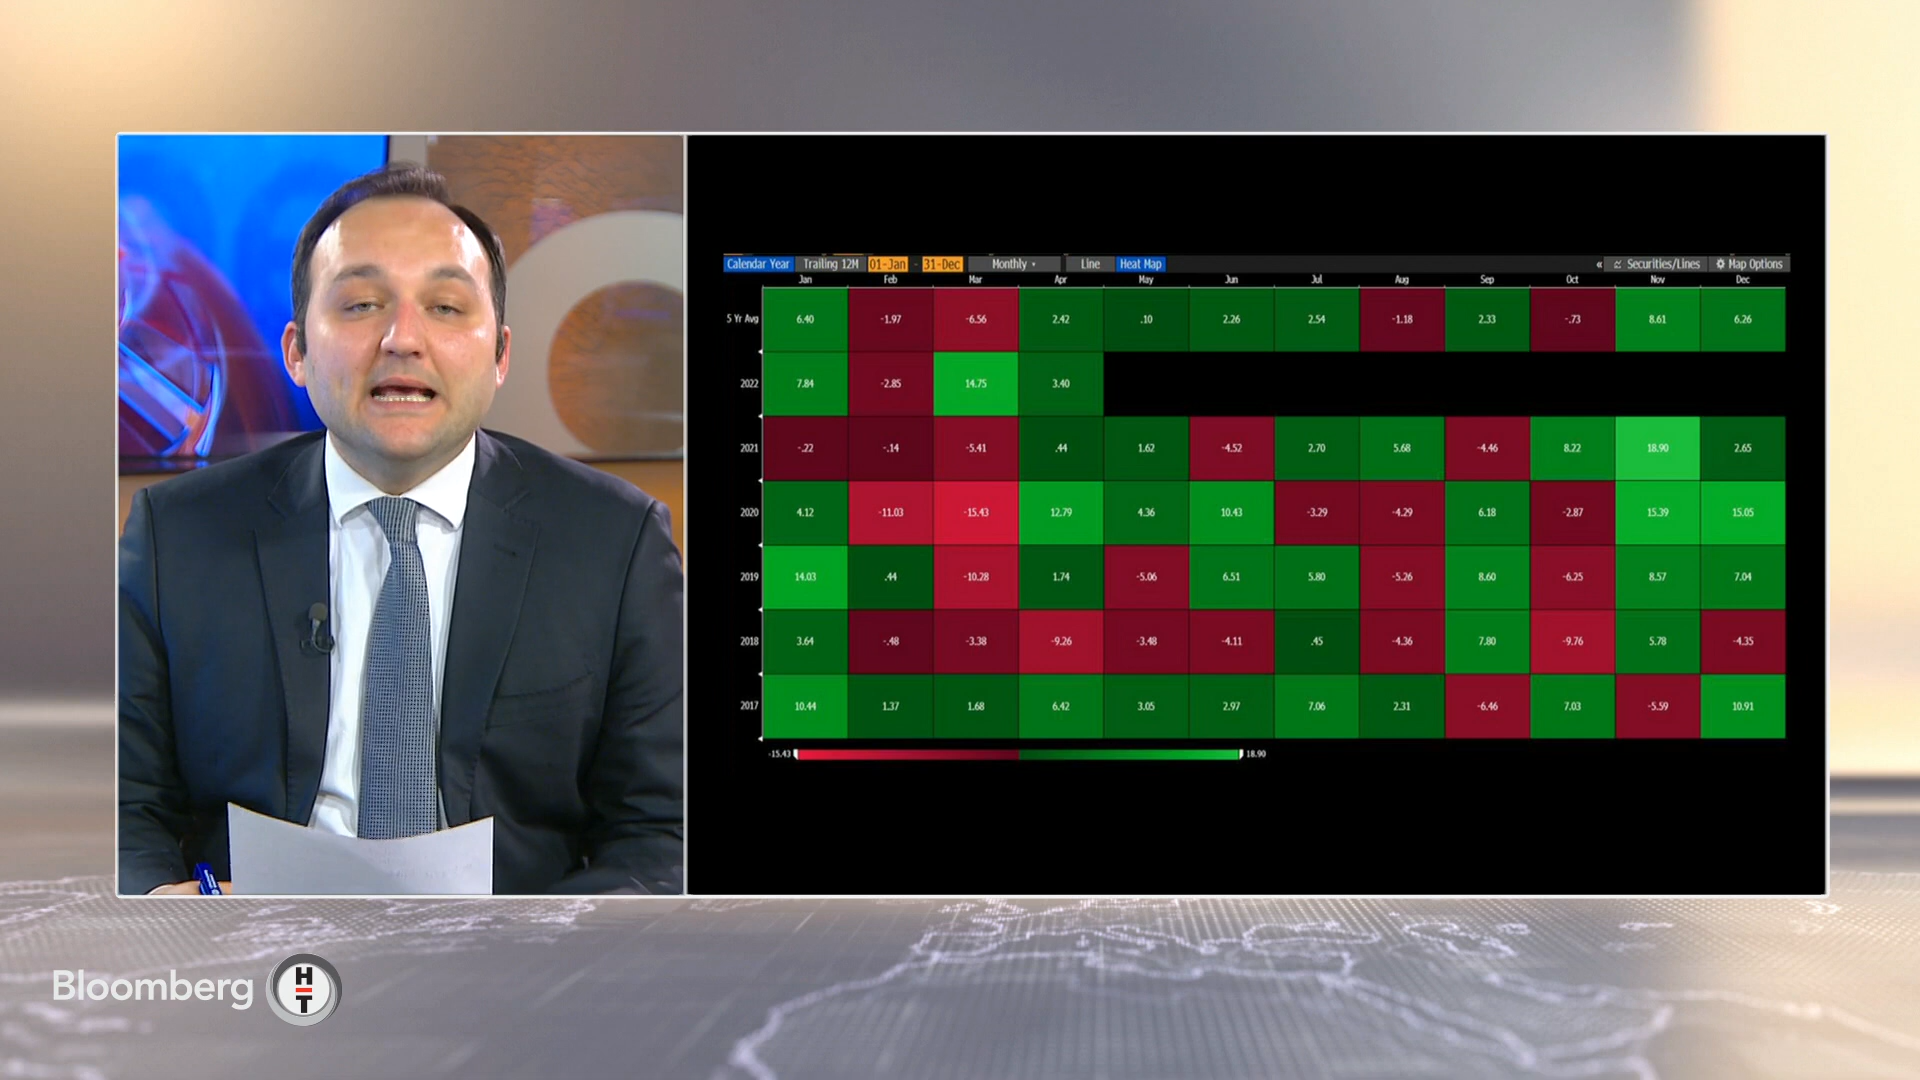 Calendar Year Trailing 12M 01-Jan - 31-Dec Monthly Line Heat Map « Securities/Lines Map Options
Jan Feb Mar Apr May Jun Jul Aug Sep Oct Nov Dec
5 Yr Avg 6.40 -1.97 -6.56 2.42 .10 2.26 2.54 -1.18 2.33 -.73 8.61 6.26
2022 7.84 -2.85 14.75 3.40
2021 -.22 -.14 -5.41 .44 1.62 -4.52 2.70 5.68 -4.46 8.22 18.90 2.65
2020 4.12 -11.03 -15.43 12.79 4.36 10.43 -3.29 -4.29 6.18 -2.87 15.39 15.05
2019 14.03 .44 -10.28 1.74 -5.06 6.51 5.80 -5.26 8.60 -6.25 8.57 7.04
2018 3.64 -.48 -3.38 -9.26 -3.48 -4.11 .45 -4.36 7.80 -9.76 5.78 -4.35
2017 10.44 1.37 1.68 6.42 3.05 2.97 7.06 2.31 -6.46 7.03 -5.59 10.91
-15.43 18.90
Bloomberg HT